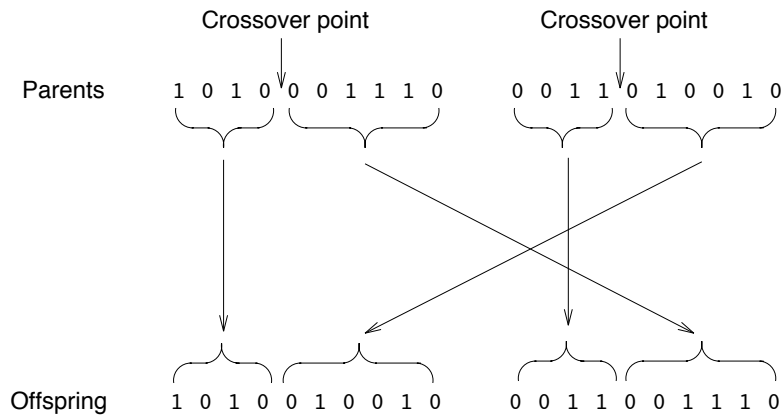 Crossover point Crossover point
Parents 1 0 1 0 0 0 1 1 1 0 0 0 1 1 0 1 0 0 1 0
Offspring 1 0 1 0 0 1 0 0 1 0 0 0 1 1 0 0 1 1 1 0